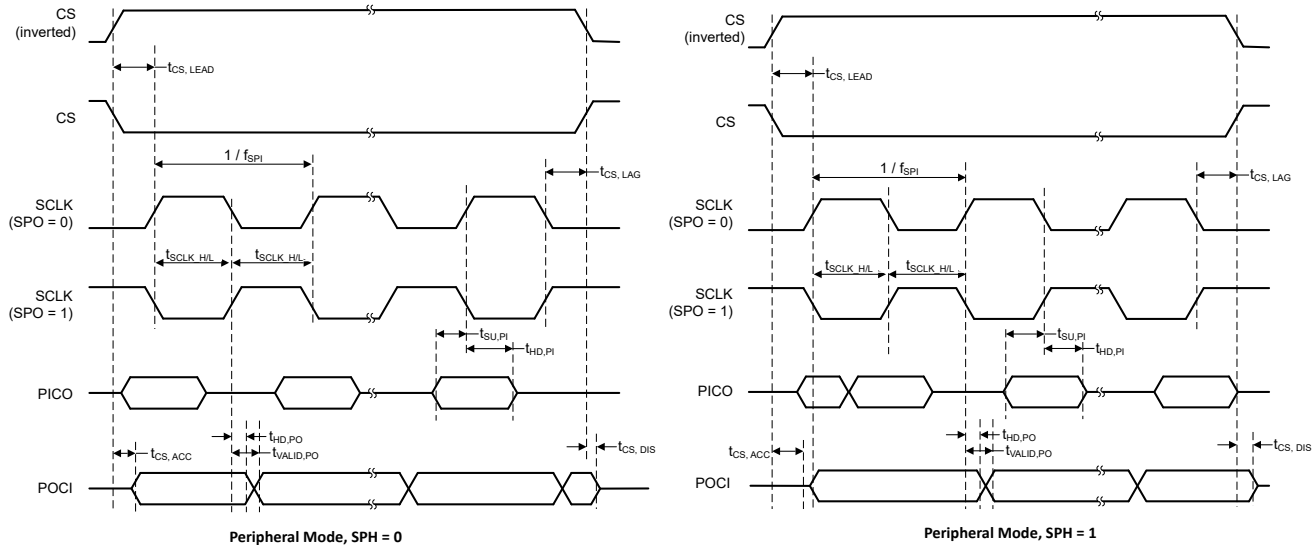 CS
(inverted)
tCS, LEAD
CS
1 / fSPI
tCS, LAG
SCLK
(SPO = 0)
tSCLK_H/L
tSCLK_H/L
SCLK
(SPO = 1)
tSU,PI
tHD,PI
PICO
tHD,PO
tCS, ACC
tVALID,PO
tCS, DIS
POCI
Peripheral Mode, SPH = 0
CS
(inverted)
tCS, LEAD
CS
1 / fSPI
tCS, LAG
SCLK
(SPO = 0)
tSCLK_H/L
tSCLK_H/L
SCLK
(SPO = 1)
tSU,PI
tHD,PI
PICO
tHD,PO
tCS,ACC
tVALID,PO
tCS, DIS
POCI
Peripheral Mode, SPH = 1